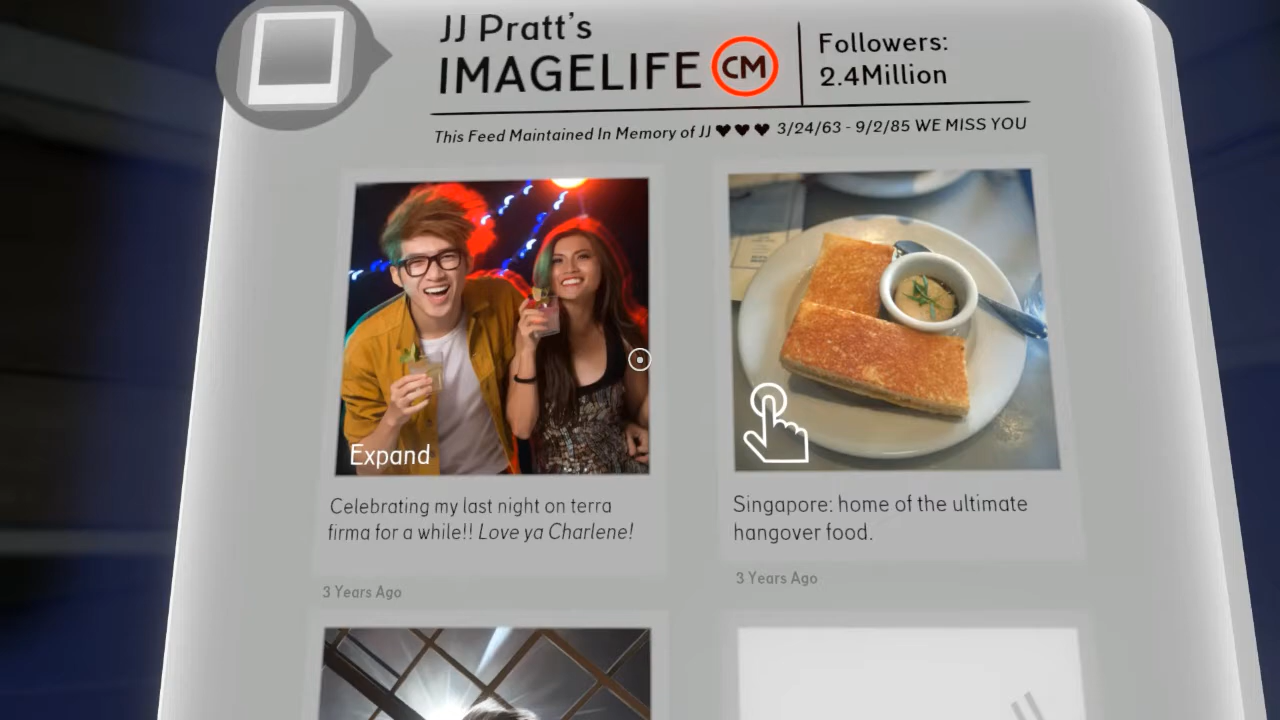 JJ Pratt's
IMAGELIFE CM
Followers:
2.4Million
This Feed Maintained In Memory of JJ ♥♥♥ 3/24/63 - 9/2/85 WE MISS YOU
Expand
Celebrating my last night on terra
firma for a while!! Love ya Charlene!
3 Years Ago
Singapore: home of the ultimate
hangover food.
3 Years Ago